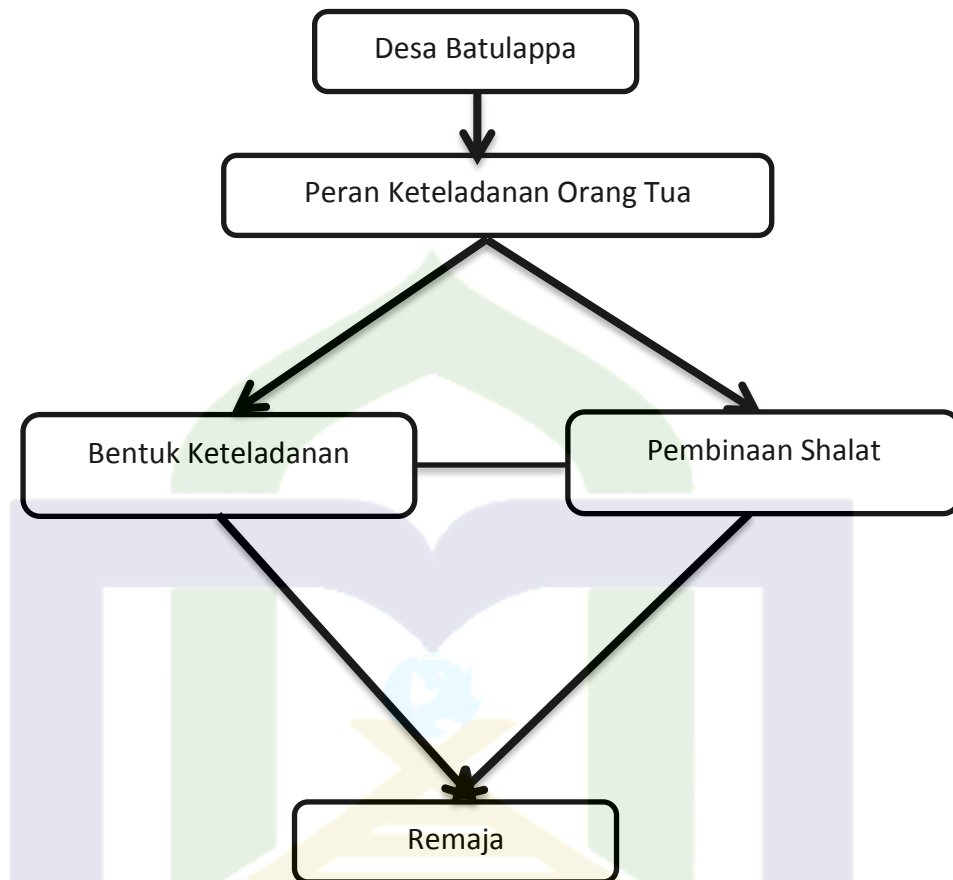 Desa Batulappa
Peran Keteladanan Orang Tua
Bentuk Keteladanan
Pembinaan Shalat
Remaja